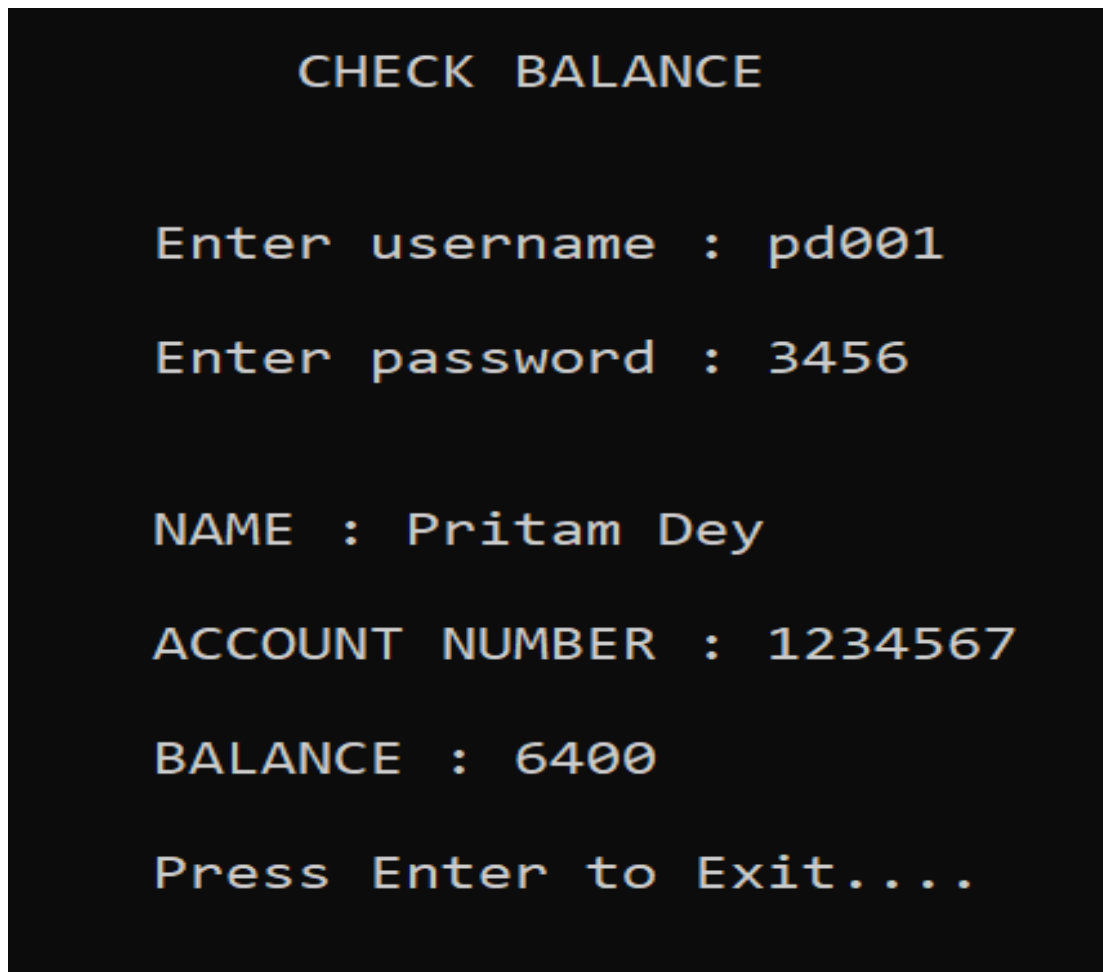 CHECK BALANCE
Enter username : pd001
Enter password : 3456
NAME : Pritam Dey
ACCOUNT NUMBER : 1234567
BALANCE : 6400
Press Enter to Exit....